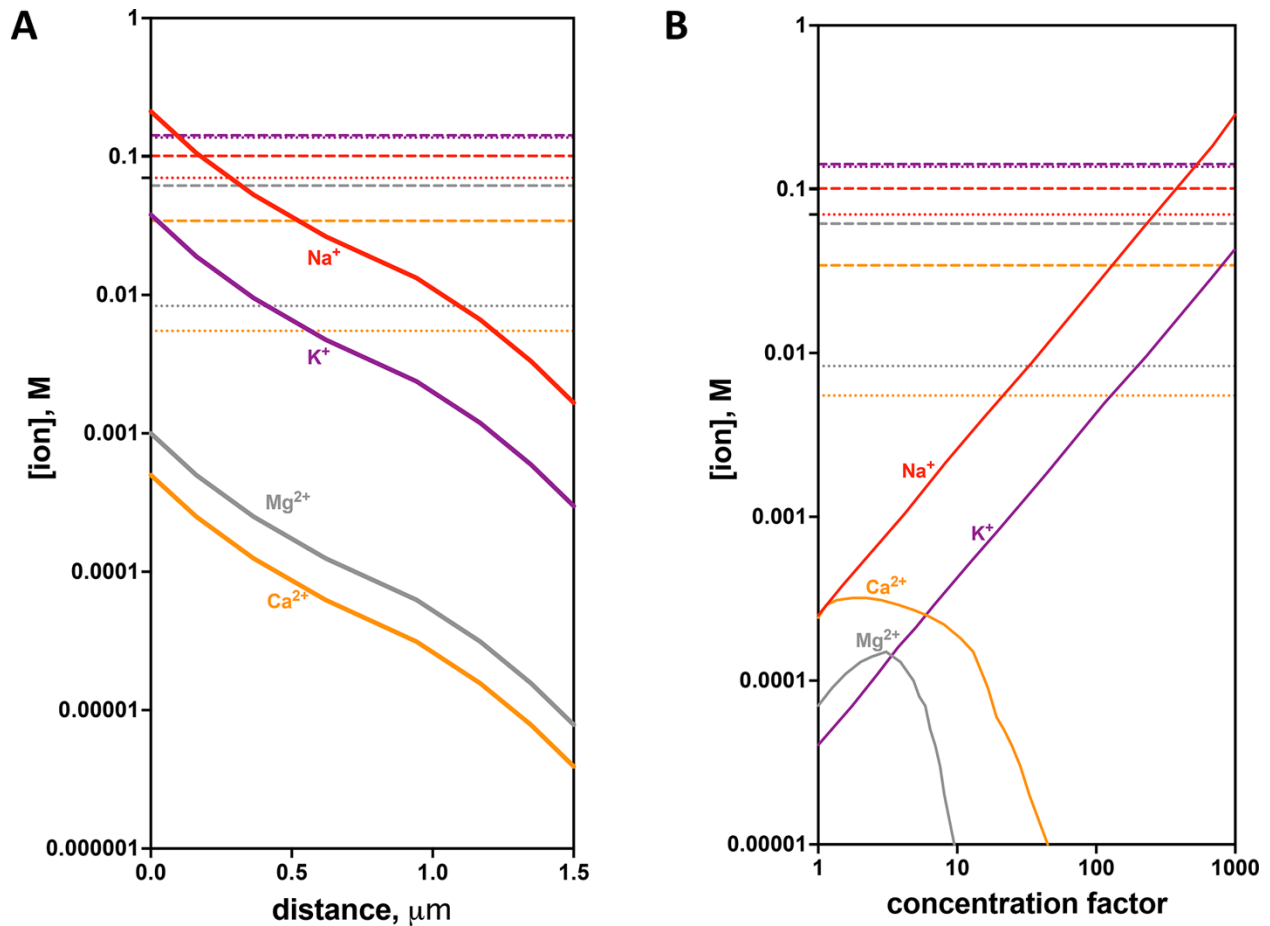 A
1
0.1
0.01
0.001
0.0001
0.00001
0.000001
[ion], M
Na⁺
K⁺
Mg²⁺
Ca²⁺
0.0
0.5
1.0
1.5
distance, μm
B
1
0.1
0.01
0.001
0.0001
0.00001
[ion], M
Na⁺
K⁺
Ca²⁺
Mg²⁺
1
10
100
1000
concentration factor